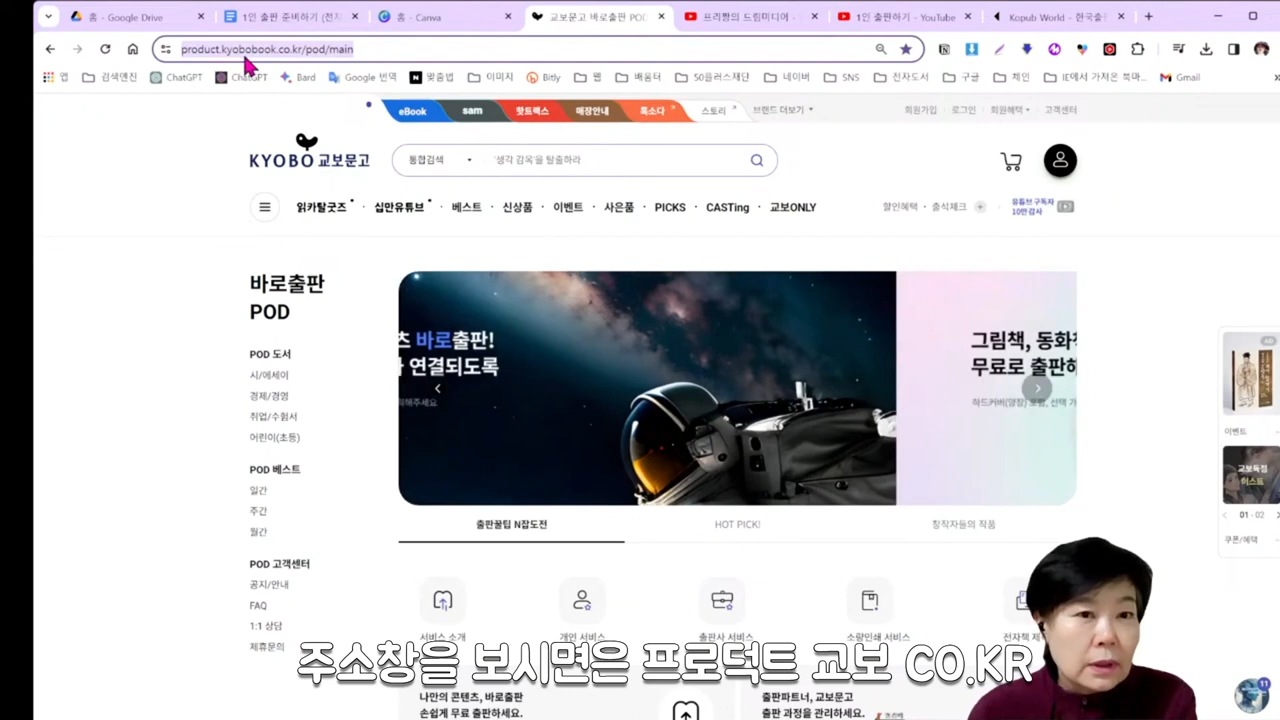 홈 - Google Drive
1인 출판 준비하기 (전자
홈 - Canva
교보문고 바로출판 POD
프리짱의 드림미디어 -
1인 출판하기 - YouTube
Kopub World - 한국출
product.kyobobook.co.kr/pod/main
앱
검색엔진
ChatGPT
ChatGPT
Bard
Google 번역
맞춤법
이미지
Bitly
웹
배움터
50플러스재단
네이버
SNS
전자도서
구글
체인
IE에서 가져온 북마...
Gmail
eBook
sam
핫트랙스
매장안내
톡소다
스토리
브랜드 더보기
회원가입
로그인
회원혜택
고객센터
KYOBO 교보문고
통합검색
'생각 감옥'을 탈출하라
읽카탈굿즈
십만유튜브
베스트
신상품
이벤트
사은품
PICKS
CASTing
교보ONLY
할인혜택
출석체크
유튜브 구독자
10만 감사
바로출판
POD
POD 도서
시/에세이
경제/경영
취업/수험서
어린이(초등)
POD 베스트
일간
주간
월간
POD 고객센터
공지/안내
FAQ
1:1 상담
제휴문의
츠 바로출판!
연결되도록
해주세요.
그림책, 동화
무료로 출판하
하드커버(양장)
선택 가
AD
이벤트
교보독점
01 · 02
쿠폰/혜택
출판꿀팁 N잡도전
HOT PICK!
창작자들의 작품
서비스 소개
개인 서비스
출판사 서비스
소량인쇄 서비스
주소창을 보시면은 프로덕트 교보 CO.KR
나만의 콘텐츠, 바로출판
손쉽게 무료 출판하세요.
출판파트너, 교보문고
출판 과정을 관리하세요.
11